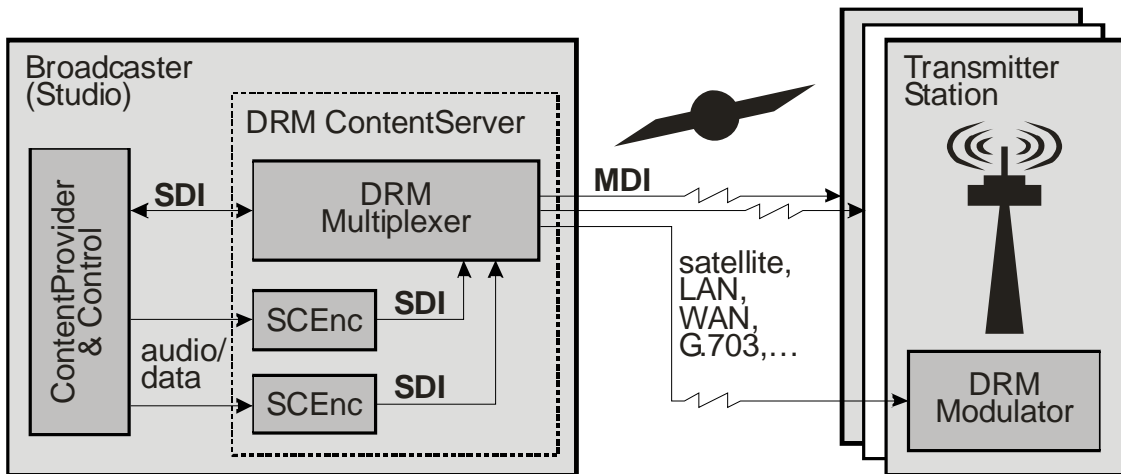 Broadcaster
(Studio)
DRM ContentServer
ContentProvider
& Control
SDI
DRM
Multiplexer
SCEnc
SDI
audio/
data
SCEnc
SDI
MDI
satellite,
LAN,
WAN,
G.703,…
Transmitter
Station
DRM
Modulator